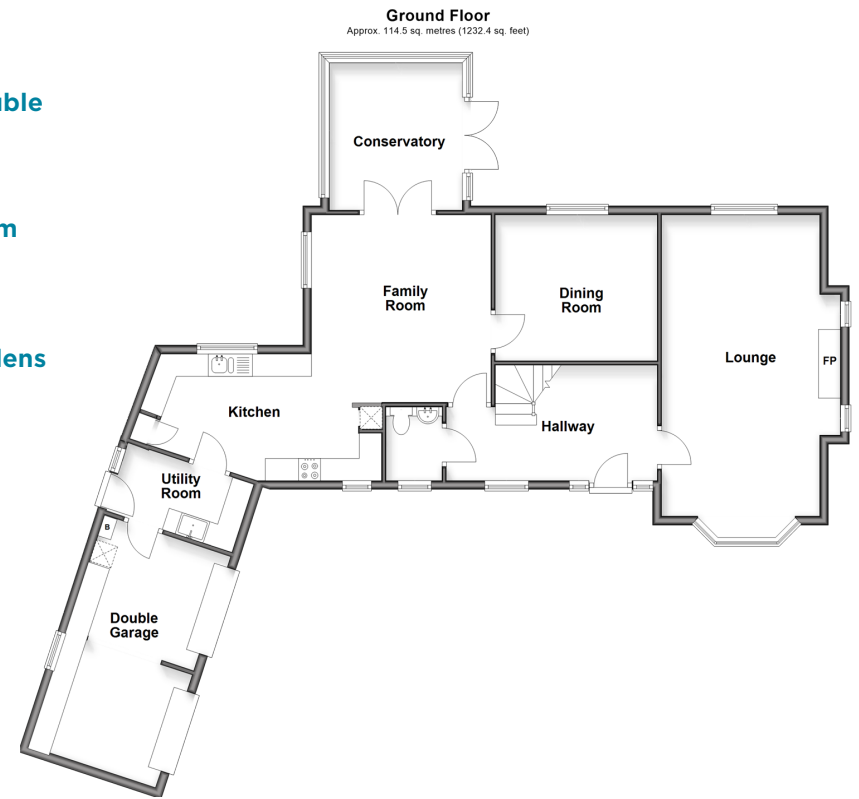 Ground Floor
Approx. 114.5 sq. metres (1232.4 sq. feet)
Conservatory
Family
Room
Dining
Room
Lounge
FP
Kitchen
Hallway
Utility
Room
B
Double
Garage